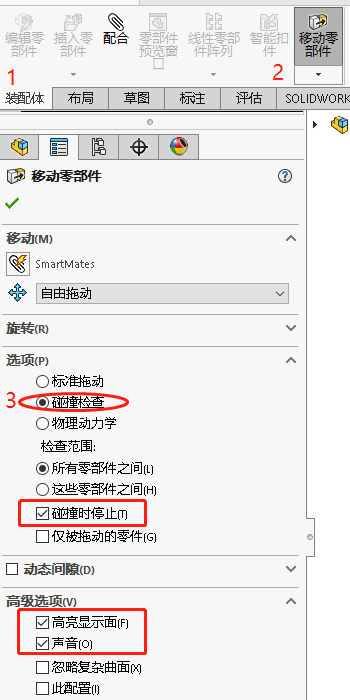 编辑零部件
插入零部件
配合
零部件预览窗口
线性零部件阵列
智能扣件
移动零部件
1
2
装配体 布局 草图 标注 评估 SOLIDWORK
移动零部件
移动(M)
SmartMates
自由拖动
旋转(R)
选项(P)
标准拖动
3 碰撞检查
物理动力学
检查范围:
所有零部件之间(L)
这些零部件之间(H)
碰撞时停止(T)
仅被拖动的零件(G)
动态间隙(D)
高级选项(V)
高亮显示面(F)
声音(O)
忽略复杂曲面(X)
此配置(I)